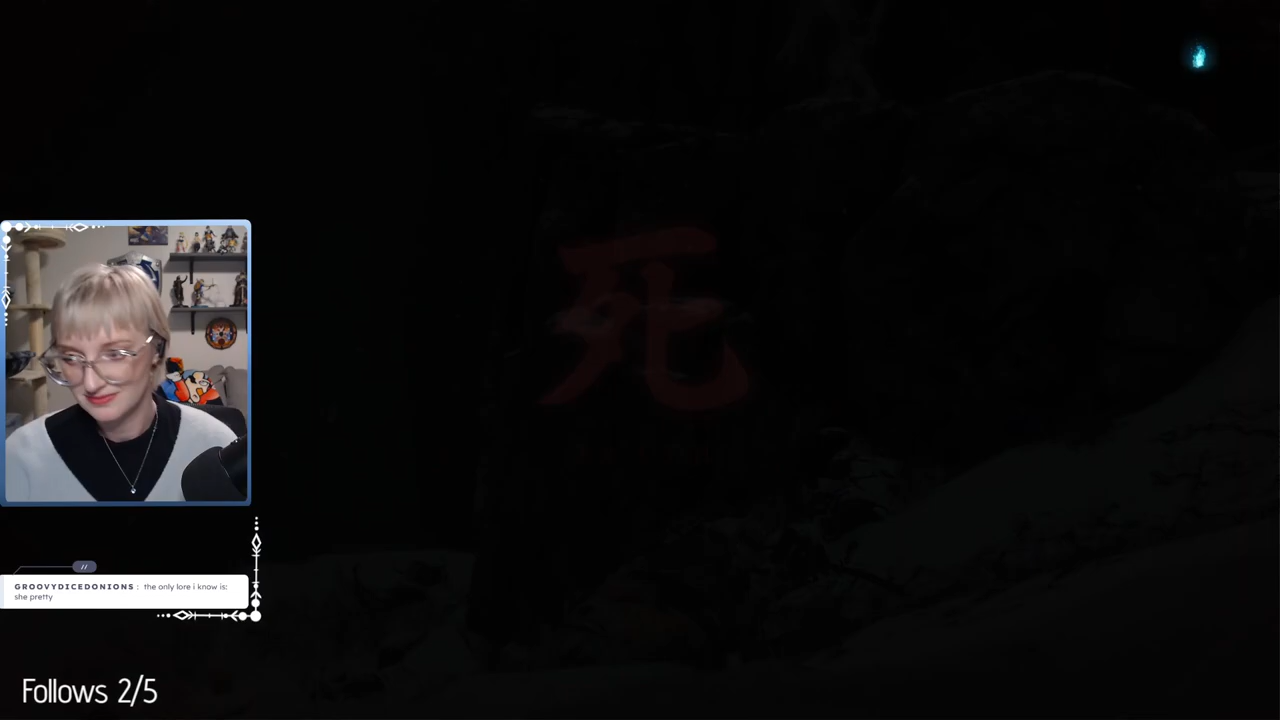 死
//
GROOVYDICEDONIONS : the only lore i know is:
she pretty
Follows 2/5